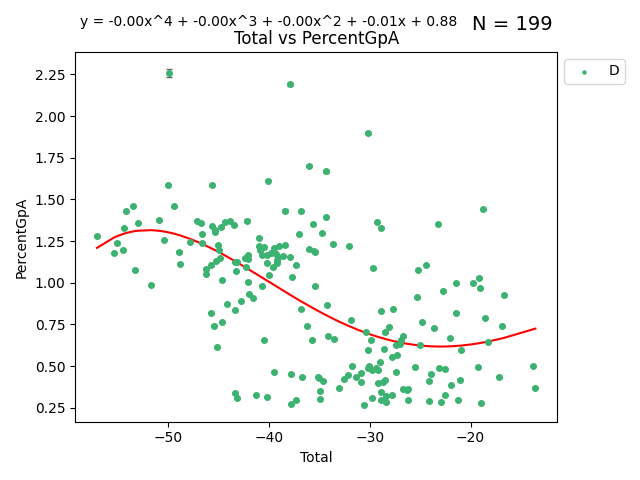 y = -0.00x^4 + -0.00x^3 + -0.00x^2 + -0.01x + 0.88 N = 199
Total vs PercentGpA
D
2.25
2.00
1.75
1.50
1.25
1.00
0.75
0.50
0.25
PercentGpA
−50 −40 −30 −20
Total